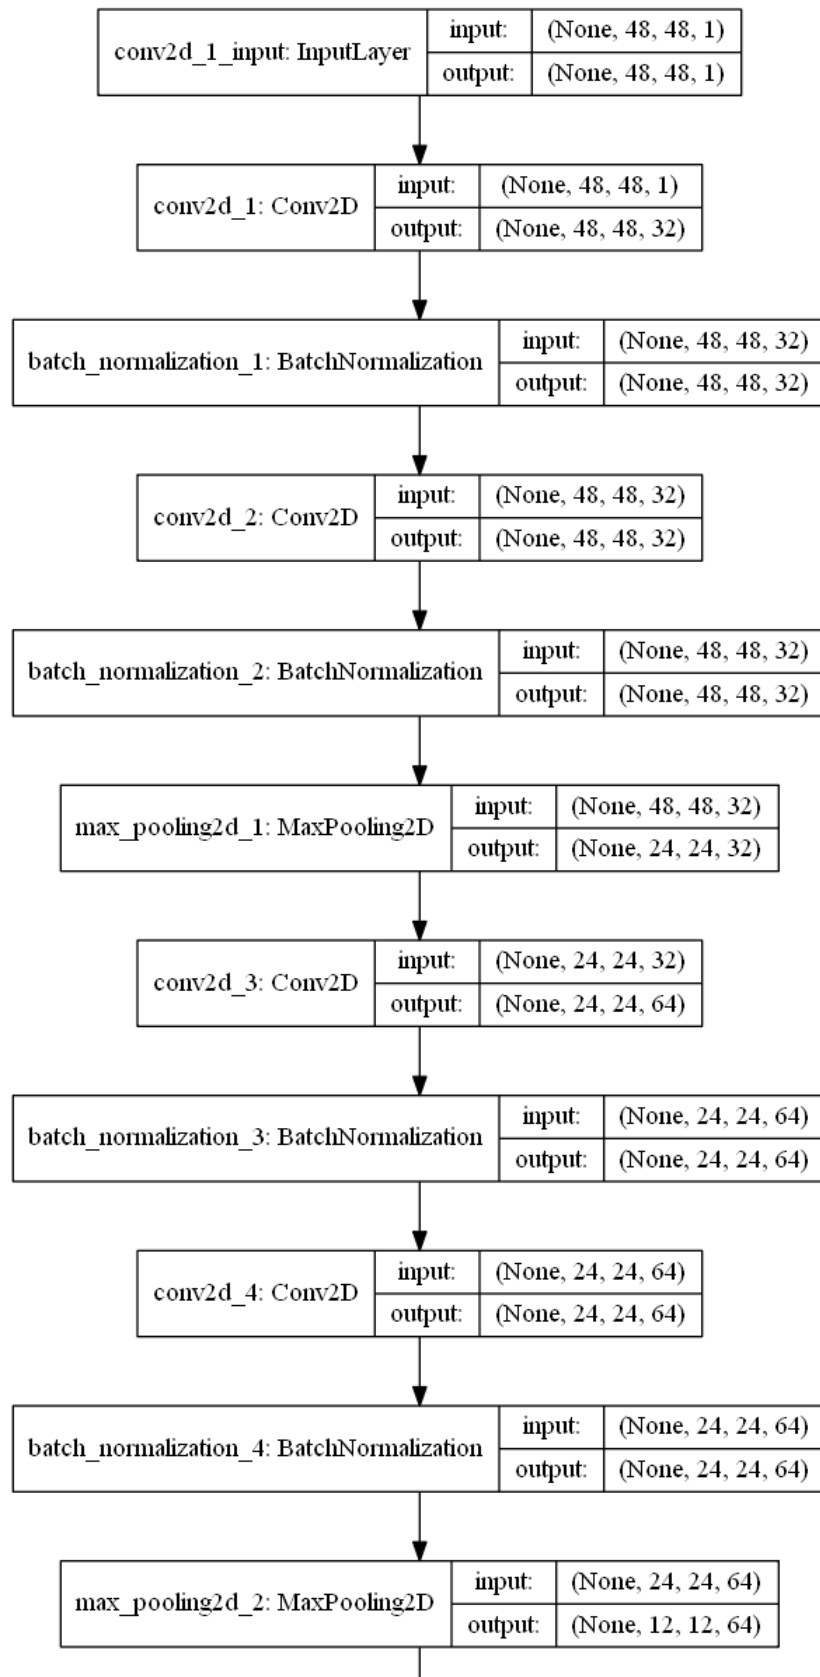 conv2d_1_input: InputLayer
input: (None, 48, 48, 1)
output: (None, 48, 48, 1)
conv2d_1: Conv2D
input: (None, 48, 48, 1)
output: (None, 48, 48, 32)
batch_normalization_1: BatchNormalization
input: (None, 48, 48, 32)
output: (None, 48, 48, 32)
conv2d_2: Conv2D
input: (None, 48, 48, 32)
output: (None, 48, 48, 32)
batch_normalization_2: BatchNormalization
input: (None, 48, 48, 32)
output: (None, 48, 48, 32)
max_pooling2d_1: MaxPooling2D
input: (None, 48, 48, 32)
output: (None, 24, 24, 32)
conv2d_3: Conv2D
input: (None, 24, 24, 32)
output: (None, 24, 24, 64)
batch_normalization_3: BatchNormalization
input: (None, 24, 24, 64)
output: (None, 24, 24, 64)
conv2d_4: Conv2D
input: (None, 24, 24, 64)
output: (None, 24, 24, 64)
batch_normalization_4: BatchNormalization
input: (None, 24, 24, 64)
output: (None, 24, 24, 64)
max_pooling2d_2: MaxPooling2D
input: (None, 24, 24, 64)
output: (None, 12, 12, 64)